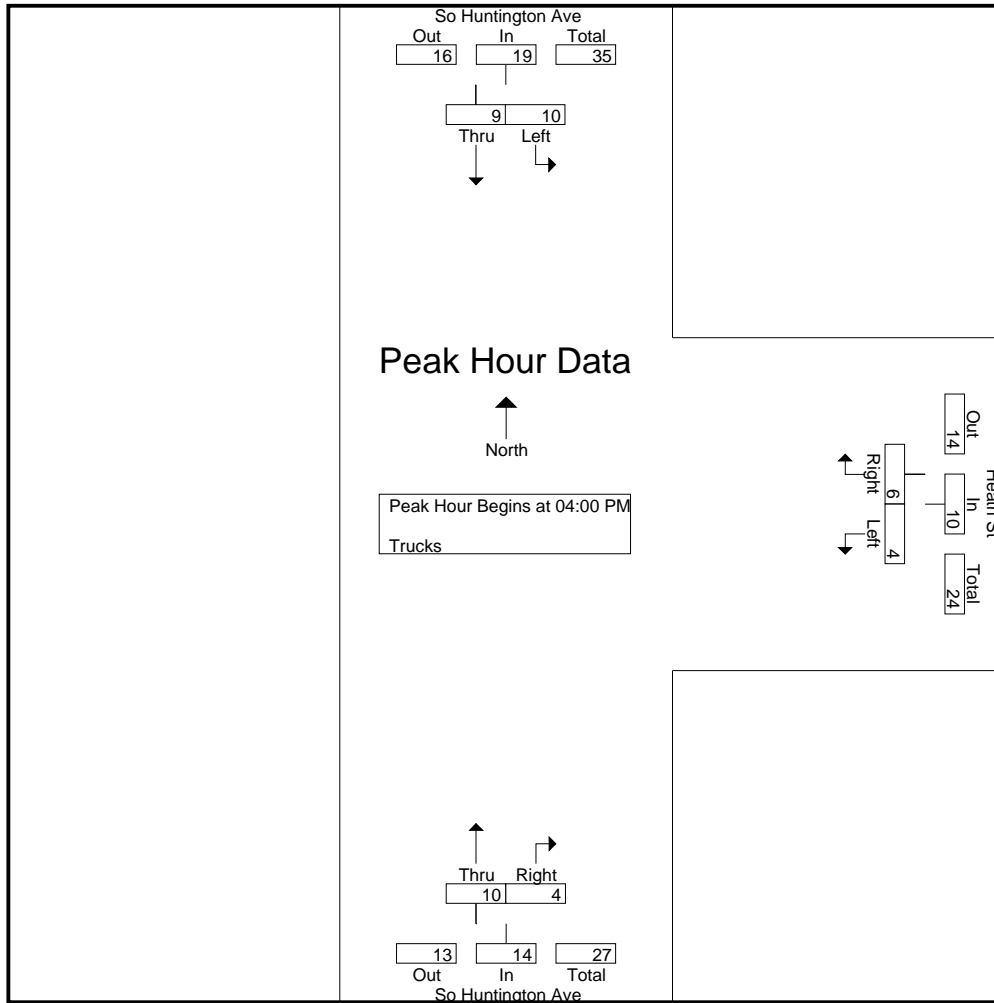 So Huntington Ave
Out In Total
16 19 35
9 10
Thru Left
Peak Hour Data
North
Peak Hour Begins at 04:00 PM
Trucks
Out
14
Right
6
In
10
Left
4
Total
24
Thru Right
10 4
13 14 27
Out In Total
So Huntington Ave